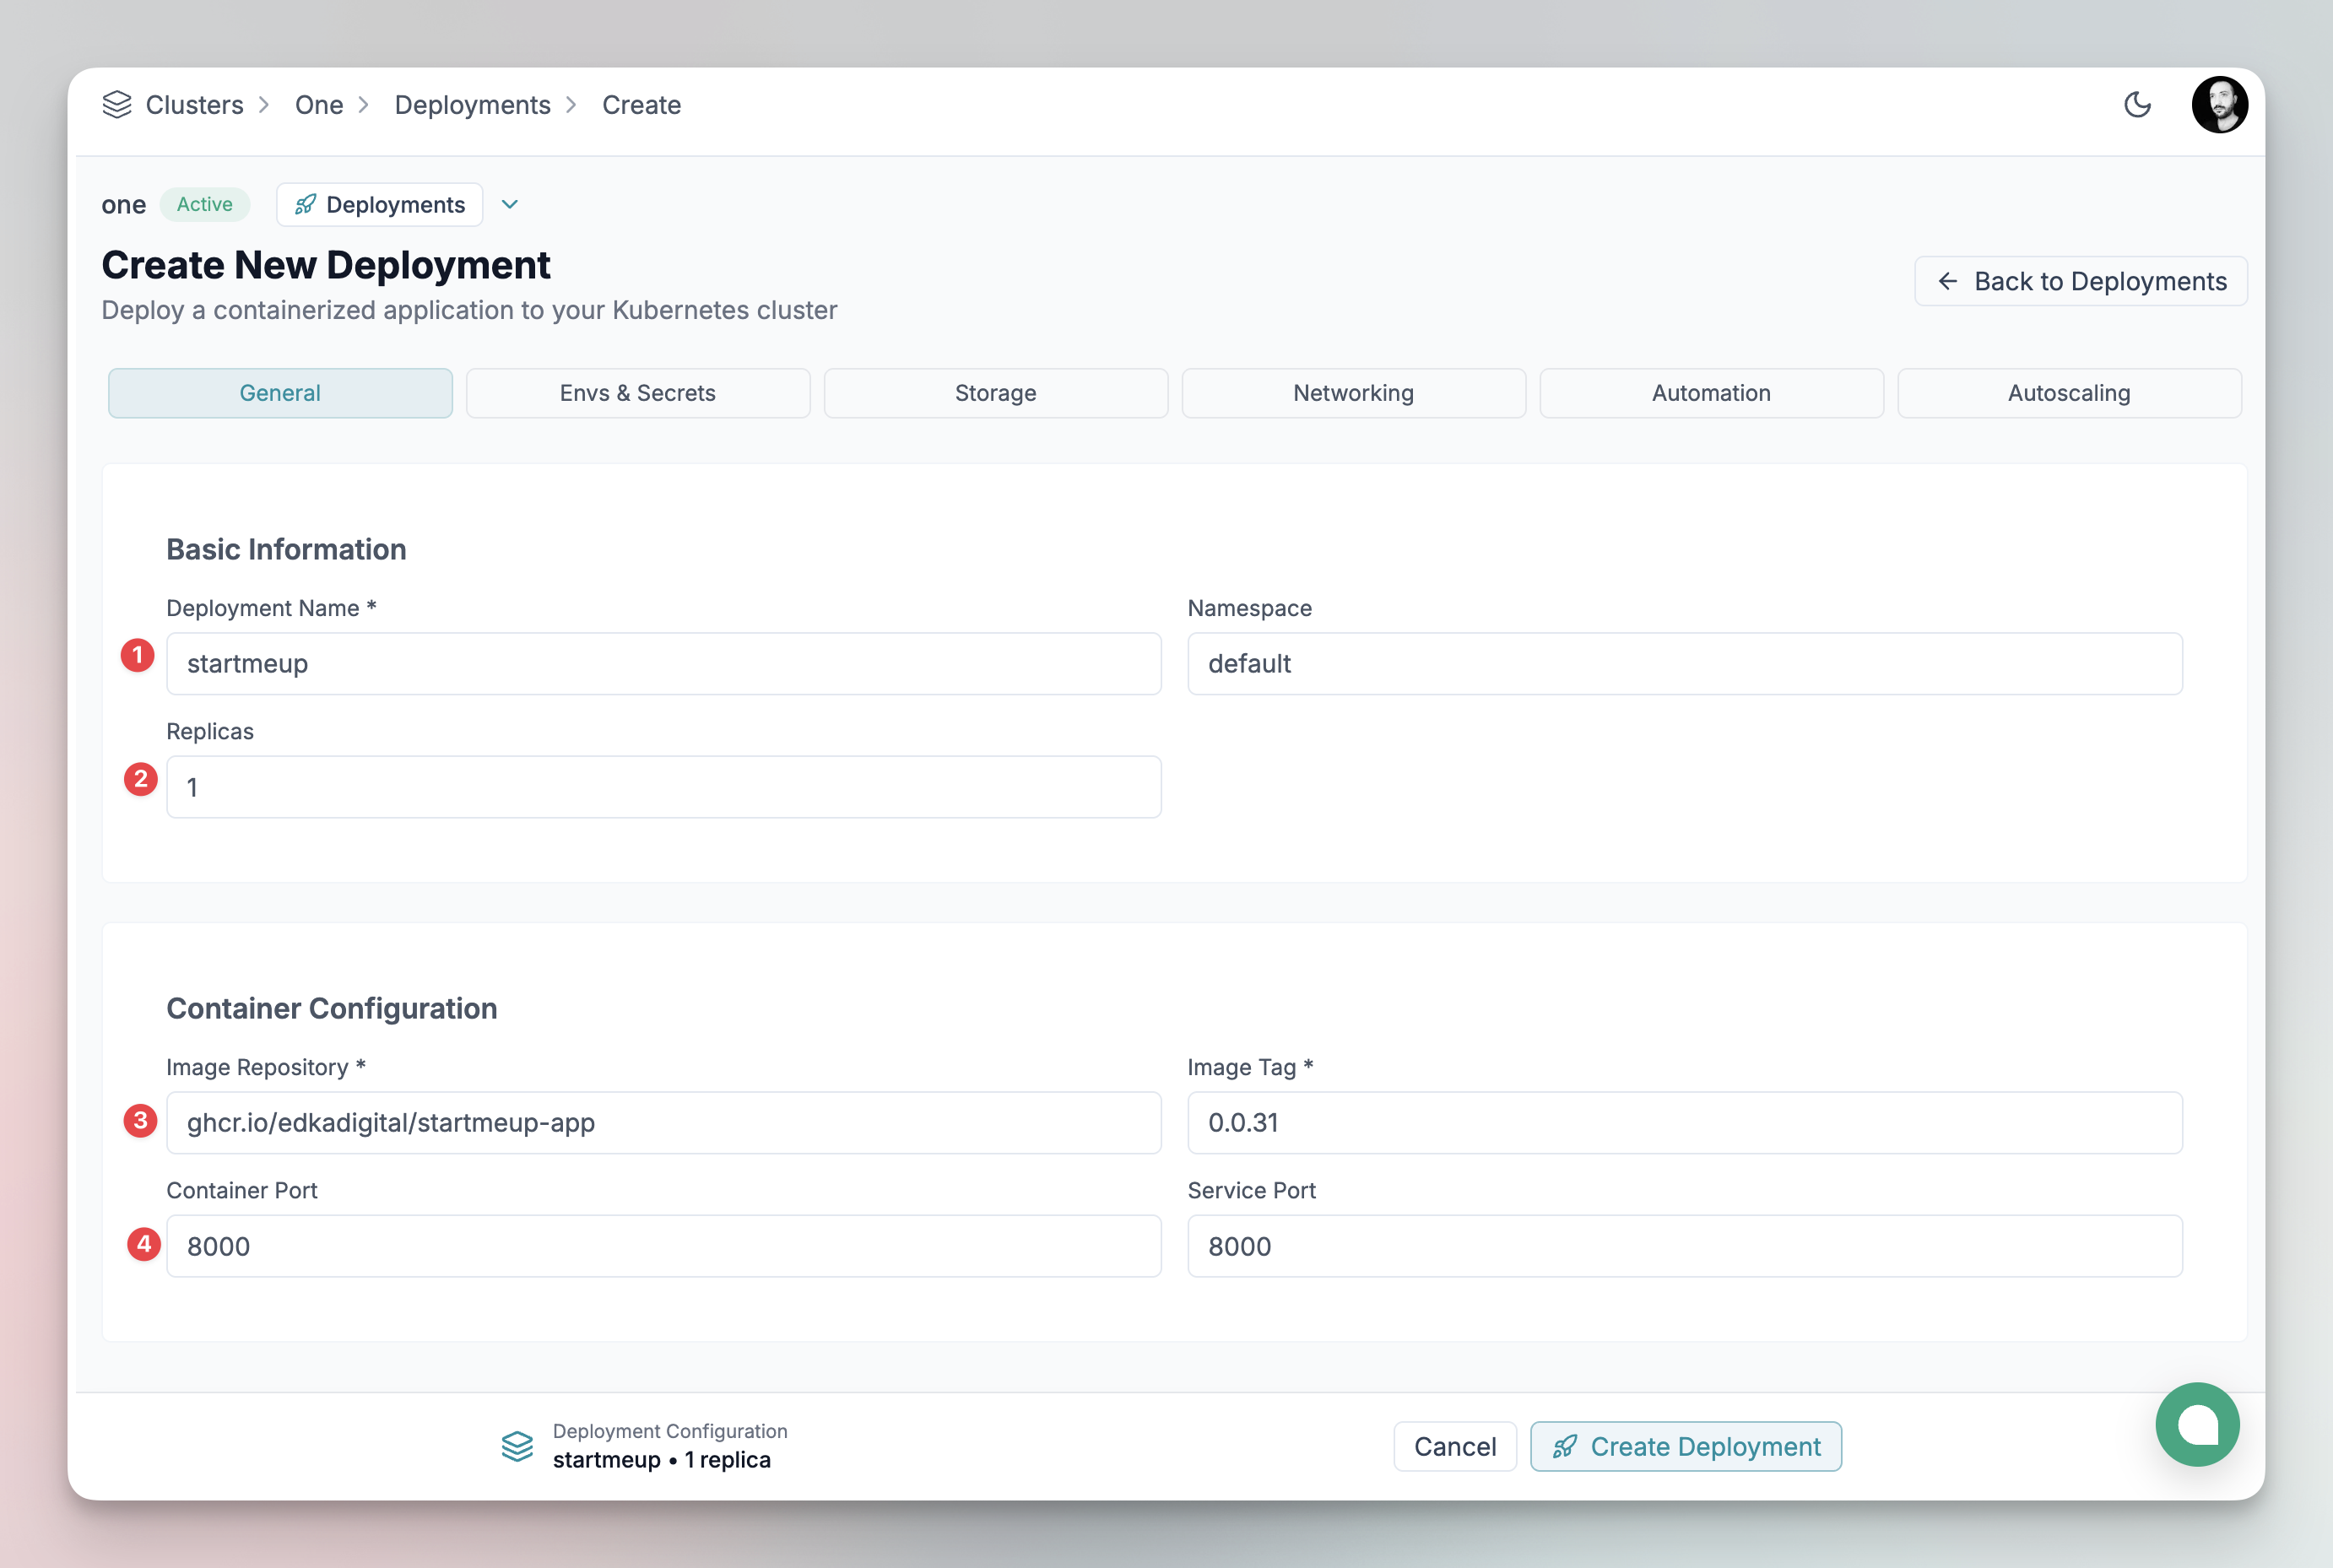 Clusters > One > Deployments > Create
one Active Deployments
Create New Deployment
Deploy a containerized application to your Kubernetes cluster
Back to Deployments
General Envs & Secrets Storage Networking Automation Autoscaling
Basic Information
Deployment Name * Namespace
1 startmeup default
Replicas
2 1
Container Configuration
Image Repository * Image Tag *
3 ghcr.io/edkadigital/startmeup-app 0.0.31
Container Port Service Port
4 8000 8000
Deployment Configuration
startmeup • 1 replica
Cancel Create Deployment